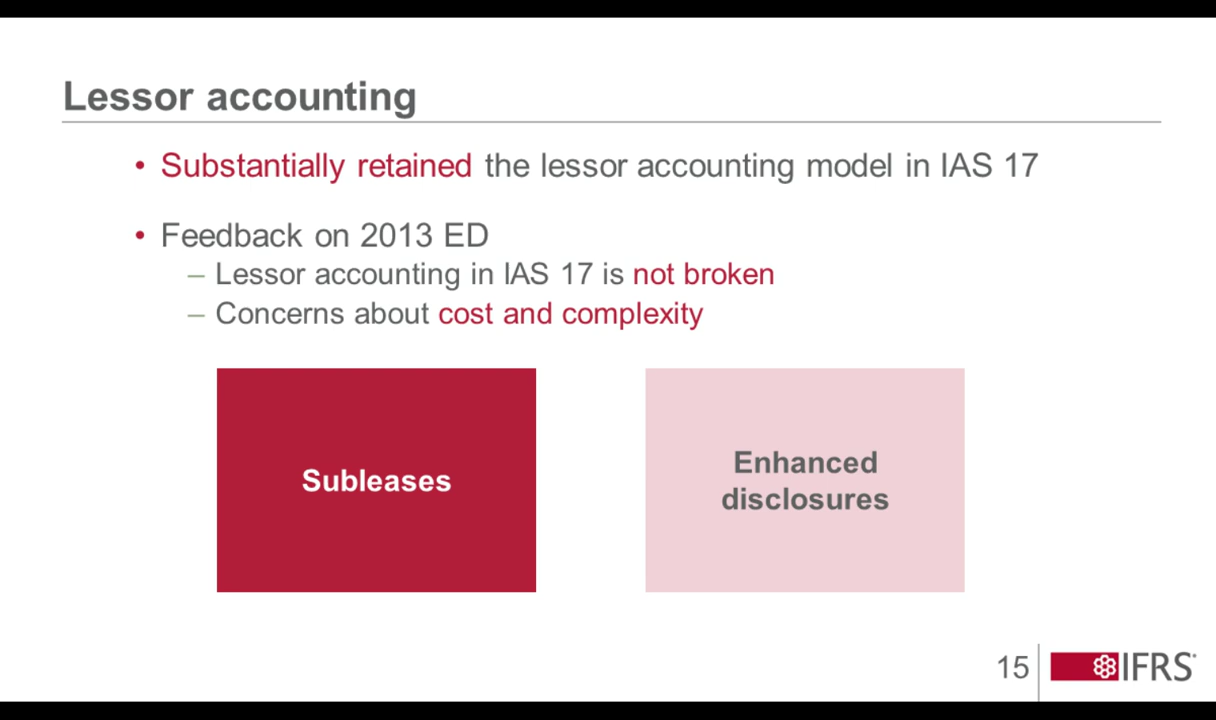 Lessor accounting
• Substantially retained the lessor accounting model in IAS 17
• Feedback on 2013 ED
– Lessor accounting in IAS 17 is not broken
– Concerns about cost and complexity
Subleases
Enhanced
disclosures
15
IFRS